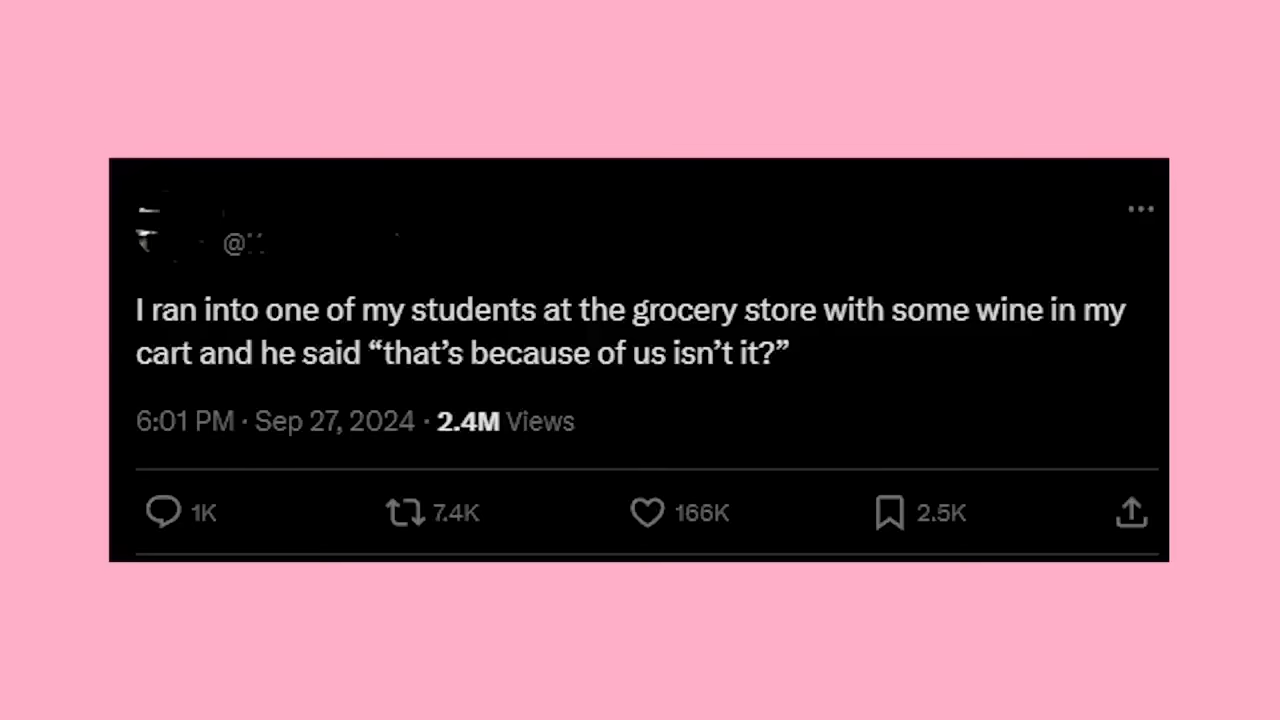 @
I ran into one of my students at the grocery store with some wine in my
cart and he said “that’s because of us isn’t it?”
6:01 PM · Sep 27, 2024 · 2.4M Views
1K 7.4K 166K 2.5K